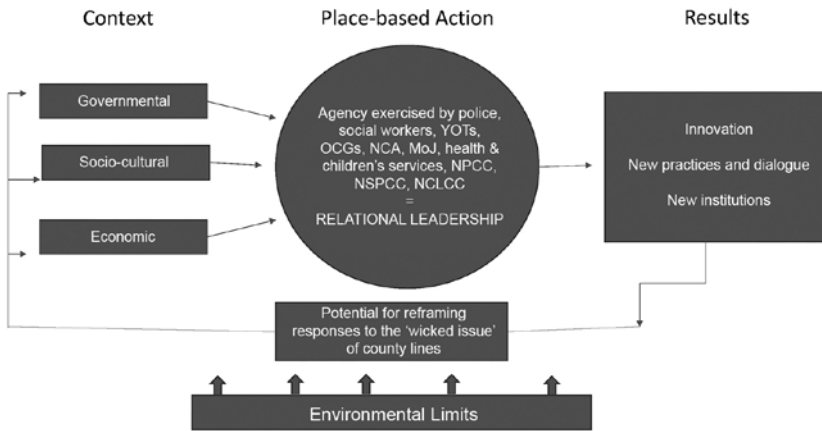 Context
Place-based Action
Results
Governmental
Socio-cultural
Economic
Agency exercised by police,
social workers, YOTs,
OCGs, NCA, MoJ, health &
children's services, NPCC,
NSPCC, NCLCC
=
RELATIONAL LEADERSHIP
Innovation
New practices and dialogue
New institutions
Potential for reframing
responses to the 'wicked issue'
of county lines
Environmental Limits